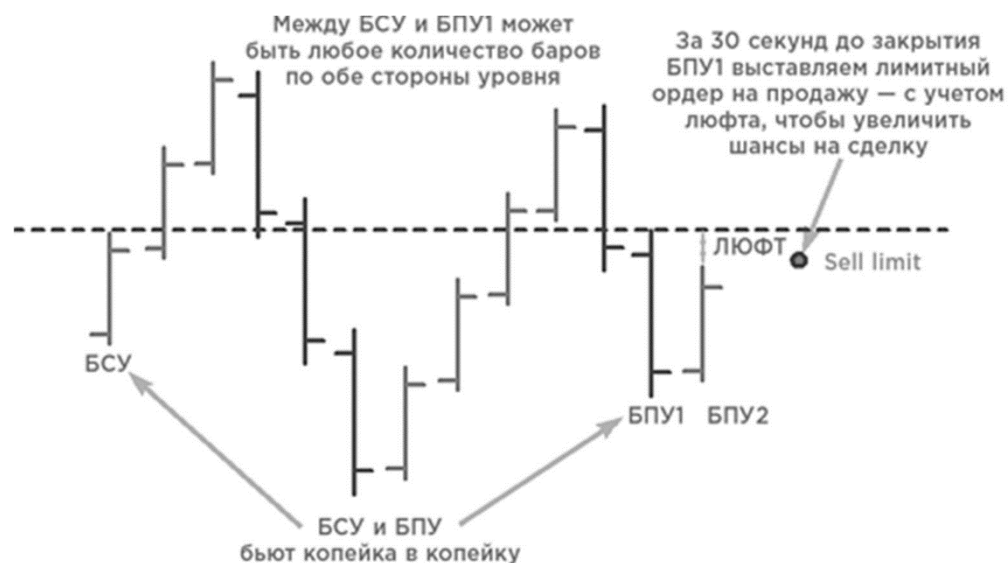 Между БСУ и БПУ1 может
быть любое количество баров
по обе стороны уровня
За 30 секунд до закрытия
БПУ1 выставляем лимитный
ордер на продажу — с учетом
люфта, чтобы увеличить
шансы на сделку
ЛЮФТ
Sell limit
БСУ
БПУ1 БПУ2
БСУ и БПУ
бьют копейка в копейку